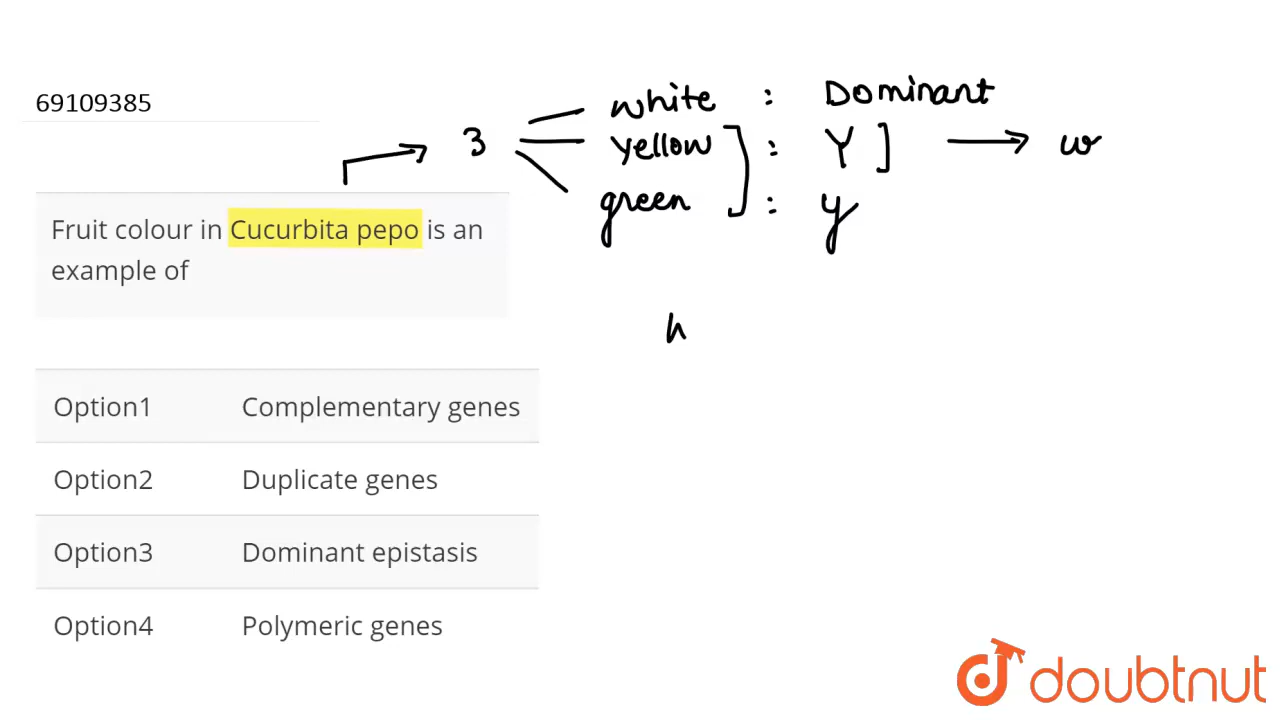 69109385
white : Dominant
3 yellow : Y ] → w
green : y
Fruit colour in Cucurbita pepo is an
example of
h
Option1 Complementary genes
Option2 Duplicate genes
Option3 Dominant epistasis
Option4 Polymeric genes
doubtnut